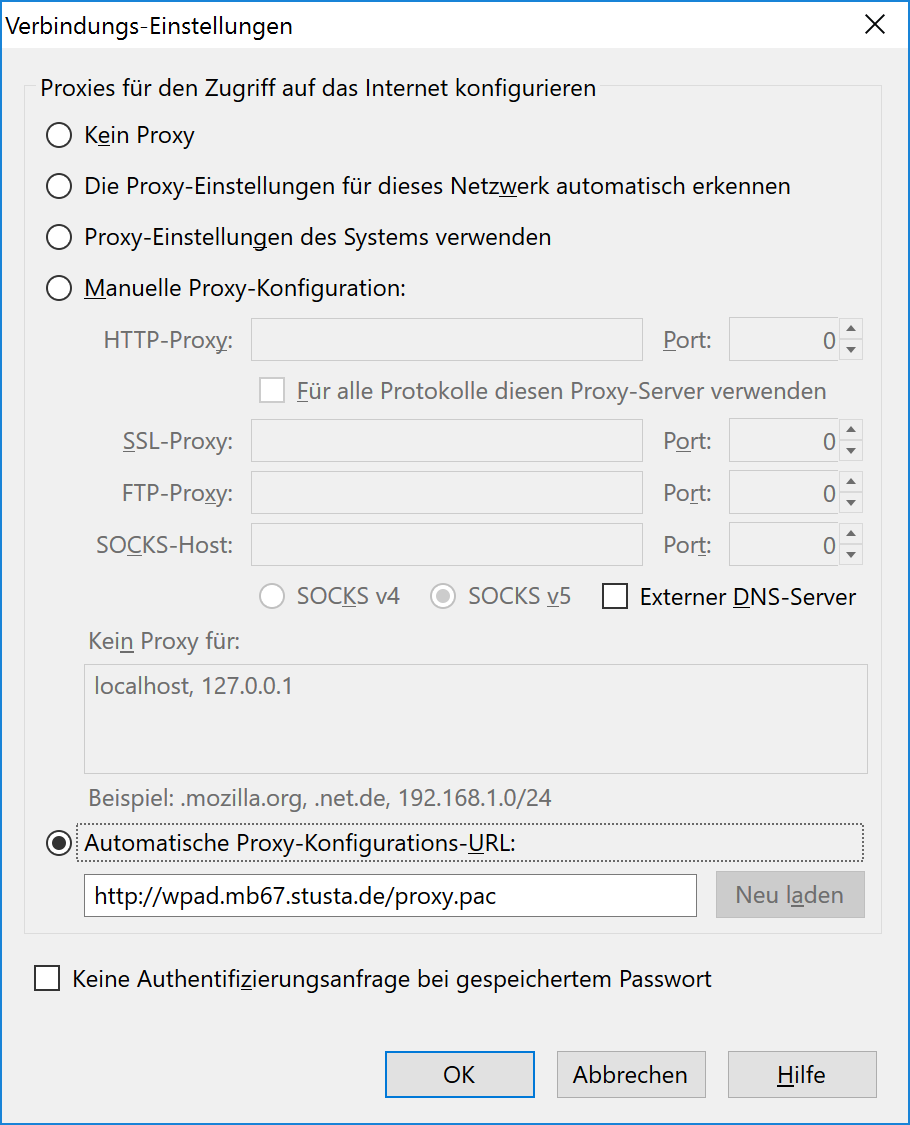 Verbindungs-Einstellungen
Proxies für den Zugriff auf das Internet konfigurieren
Kein Proxy
Die Proxy-Einstellungen für dieses Netzwerk automatisch erkennen
Proxy-Einstellungen des Systems verwenden
Manuelle Proxy-Konfiguration:
HTTP-Proxy: Port: 0
Für alle Protokolle diesen Proxy-Server verwenden
SSL-Proxy: Port: 0
FTP-Proxy: Port: 0
SOCKS-Host: Port: 0
SOCKS v4 SOCKS v5 Externer DNS-Server
Kein Proxy für:
localhost, 127.0.0.1
Beispiel: .mozilla.org, .net.de, 192.168.1.0/24
Automatische Proxy-Konfigurations-URL:
http://wpad.mb67.stusta.de/proxy.pac Neu laden
Keine Authentifizierungsanfrage bei gespeichertem Passwort
OK Abbrechen Hilfe